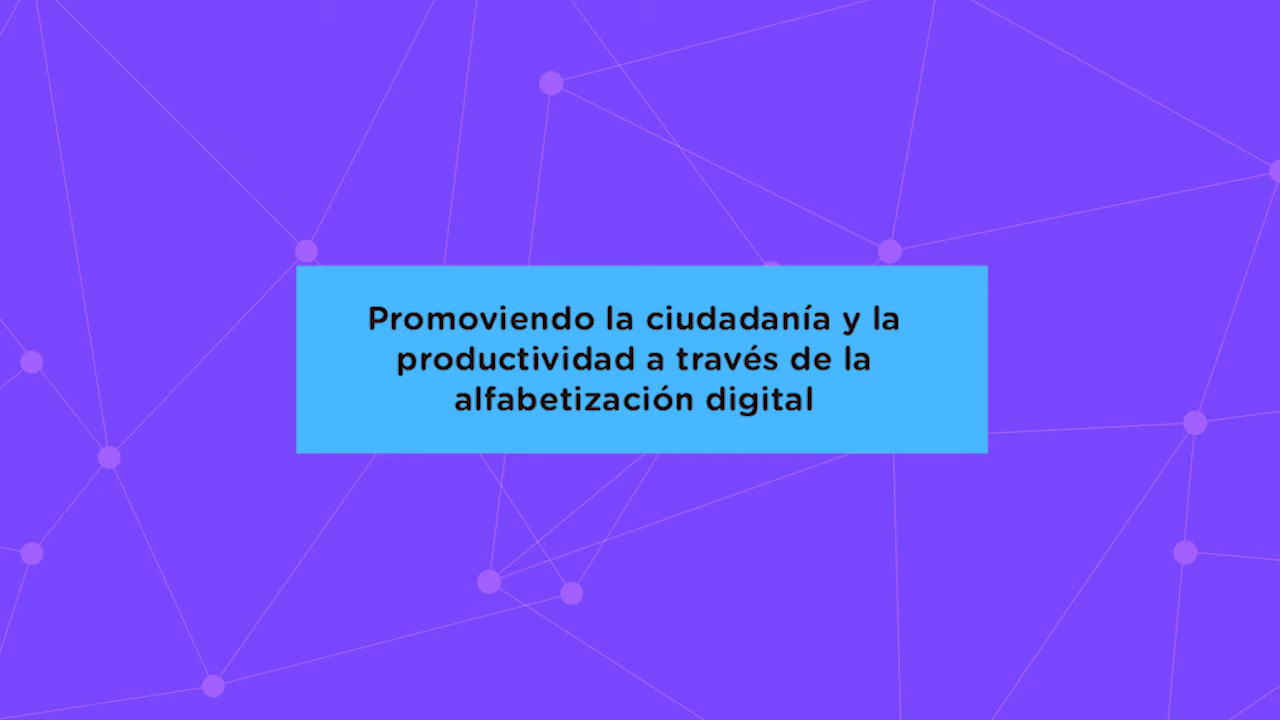 Promoviendo la ciudadanía y la
productividad a través de la
alfabetización digital